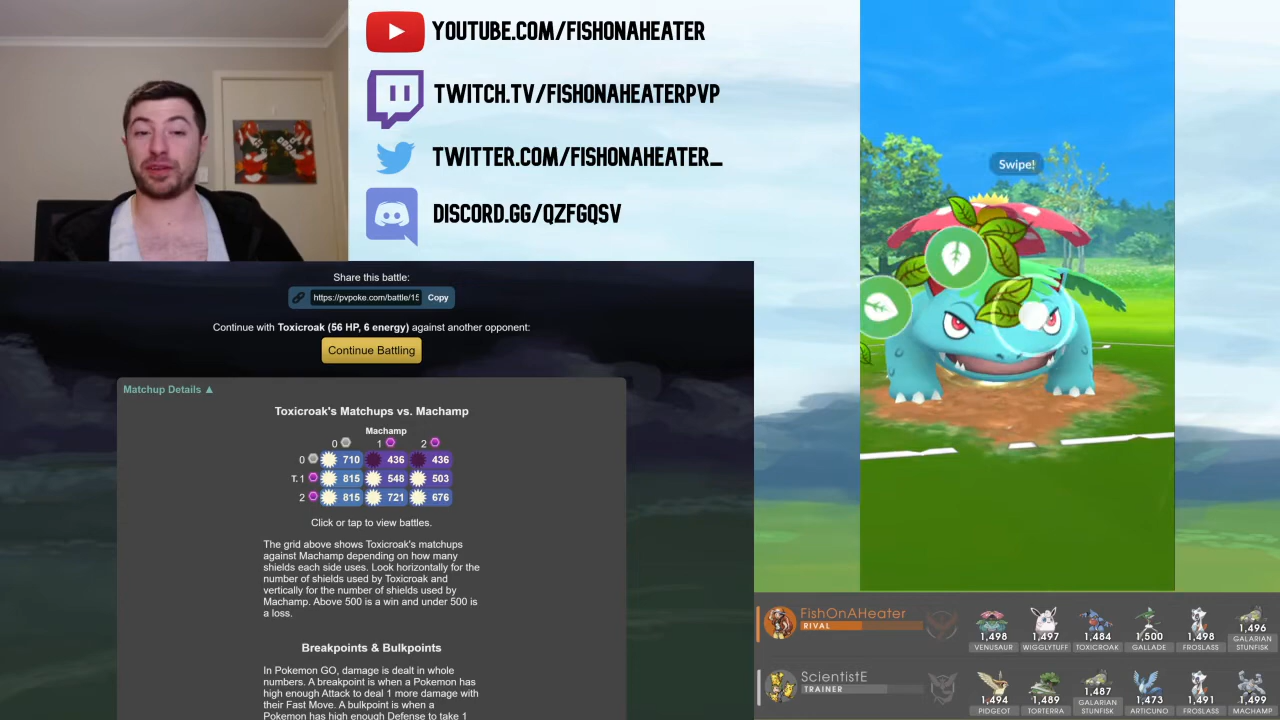 YOUTUBE.COM/FISHONAHEATER
TWITCH.TV/FISHONAHEATERPVP
TWITTER.COM/FISHONAHEATER_
DISCORD.GG/QZFGQSV
Swipe!
Share this battle:
https://pvpoke.com/battle/15 Copy
Continue with Toxicroak (56 HP, 6 energy) against another opponent:
Continue Battling
Matchup Details ▲
Toxicroak's Matchups vs. Machamp
Machamp
0 1 2
0 710 436 436
T. 1 815 548 503
2 815 721 676
Click or tap to view battles.
The grid above shows Toxicroak's matchups
against Machamp depending on how many
shields each side uses. Look horizontally for the
number of shields used by Toxicroak and
vertically for the number of shields used by
Machamp. Above 500 is a win and under 500 is
a loss.
Breakpoints & Bulkpoints
In Pokemon GO, damage is dealt in whole
numbers. A breakpoint is when a Pokemon has
high enough Attack to deal 1 more damage with
their Fast Move. A bulkpoint is when a
Pokemon has high enough Defense to take 1
FishOnAHeater
RIVAL
1,498 1,497 1,484 1,500 1,498 1,496
VENUSAUR WIGGLYTUFF TOXICROAK GALLADE FROSLASS GALARIAN STUNFISK
ScientistE
TRAINER
1,494 1,489 1,487 1,473 1,491 1,499
PIDGEOT TORTERRA GALARIAN STUNFISK ARTICUNO FROSLASS MACHAMP